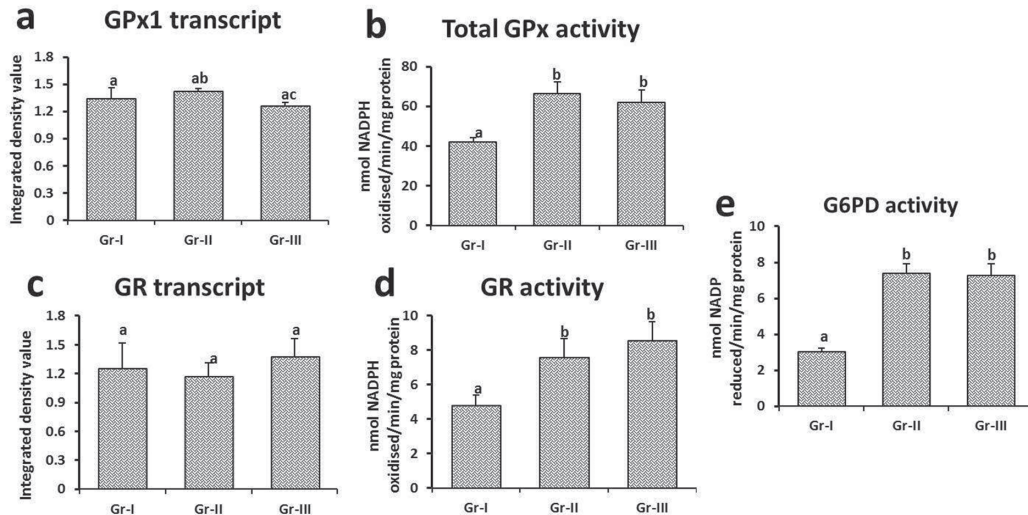 a GPx1 transcript
Integrated density value
1.8
1.5
1.2
0.9
0.6
0.3
0
a
ab
ac
Gr-I Gr-II Gr-III
b Total GPx activity
nmol NADPH
oxidised/min/mg protein
80
60
40
20
0
a
b
b
Gr-I Gr-II Gr-III
c GR transcript
Integrated density value
1.8
1.5
1.2
0.9
0.6
0.3
0
a
a
a
Gr-I Gr-II Gr-III
d GR activity
nmol NADPH
oxidised/min/mg protein
10
8
6
4
2
0
a
b
b
Gr-I Gr-II Gr-III
e G6PD activity
nmol NADP
reduced/min/mg protein
10
8
6
4
2
0
a
b
b
Gr-I Gr-II Gr-III